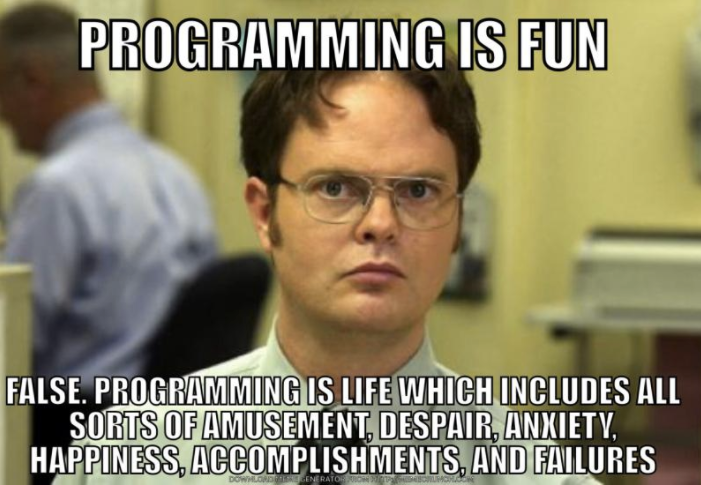 PROGRAMMING IS FUN
FALSE. PROGRAMMING IS LIFE WHICH INCLUDES ALL
SORTS OF AMUSEMENT, DESPAIR, ANXIETY,
HAPPINESS, ACCOMPLISHMENTS, AND FAILURES